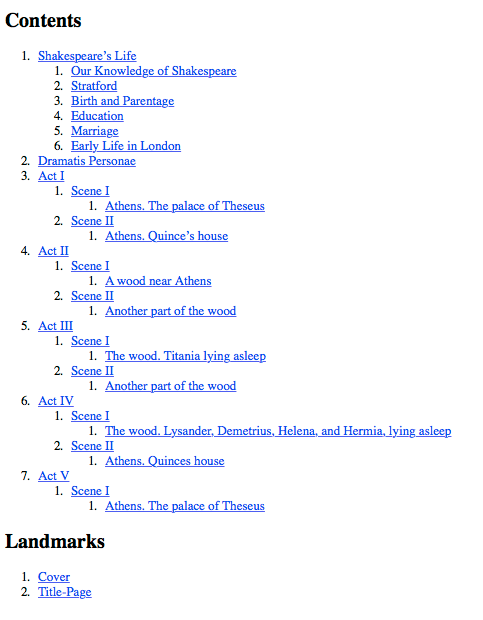 Contents
1. Shakespeare’s Life
1. Our Knowledge of Shakespeare
2. Stratford
3. Birth and Parentage
4. Education
5. Marriage
6. Early Life in London
2. Dramatis Personae
3. Act I
1. Scene I
1. Athens. The palace of Theseus
2. Scene II
1. Athens. Quince’s house
4. Act II
1. Scene I
1. A wood near Athens
2. Scene II
1. Another part of the wood
5. Act III
1. Scene I
1. The wood. Titania lying asleep
2. Scene II
1. Another part of the wood
6. Act IV
1. Scene I
1. The wood. Lysander, Demetrius, Helena, and Hermia, lying asleep
2. Scene II
1. Athens. Quinces house
7. Act V
1. Scene I
1. Athens. The palace of Theseus
Landmarks
1. Cover
2. Title-Page